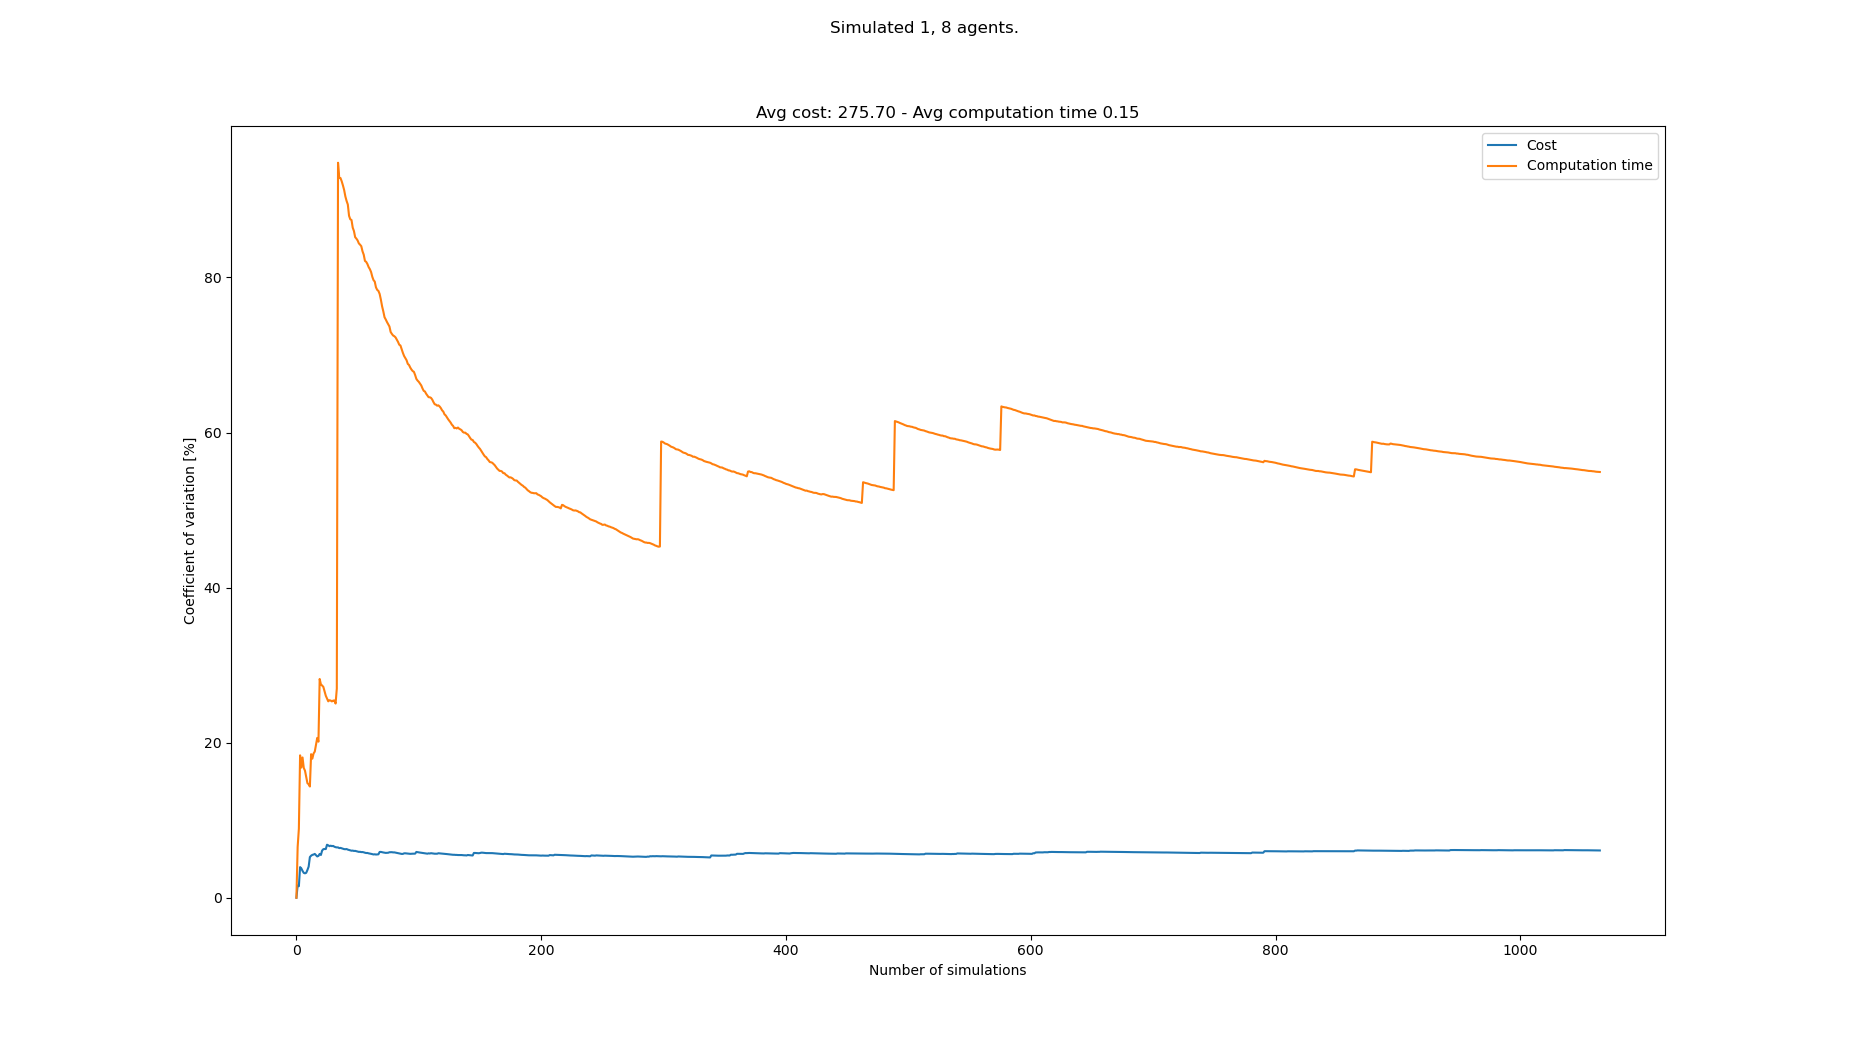 Simulated 1, 8 agents.
Avg cost: 275.70 - Avg computation time 0.15
Cost
Computation time
Coefficient of variation [%]
80
60
40
20
0
0 200 400 600 800 1000
Number of simulations